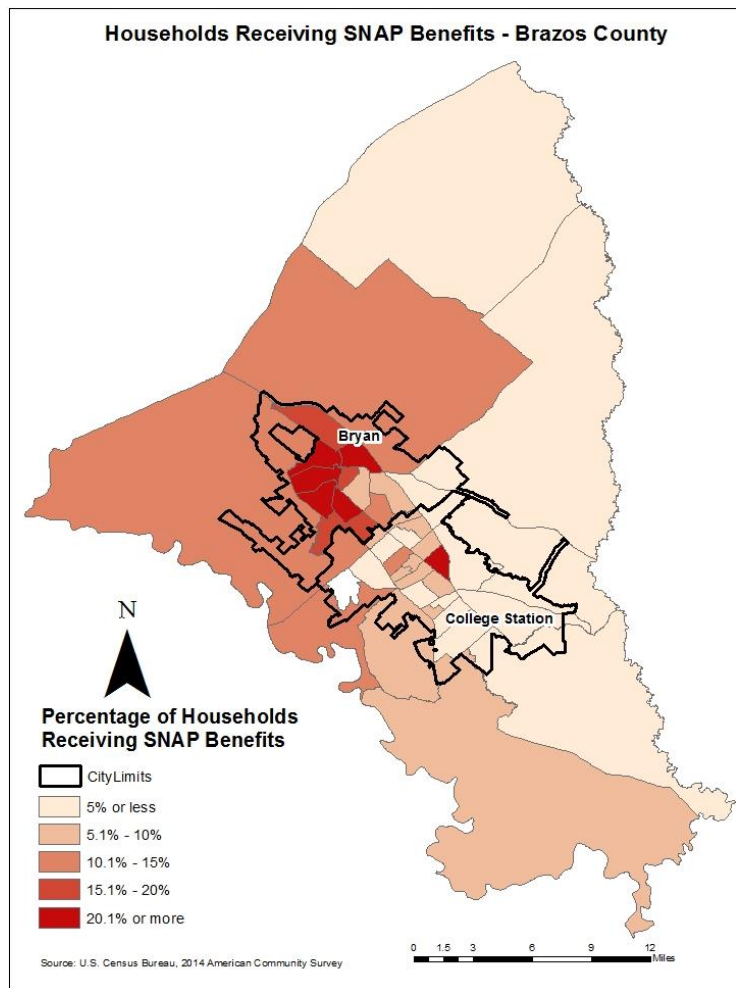 Households Receiving SNAP Benefits - Brazos County
Bryan
College Station
N
Percentage of Households
Receiving SNAP Benefits
CityLimits
5% or less
5.1% - 10%
10.1% - 15%
15.1% - 20%
20.1% or more
0 1.5 3 6 9 12
Miles
Source: U.S. Census Bureau, 2014 American Community Survey